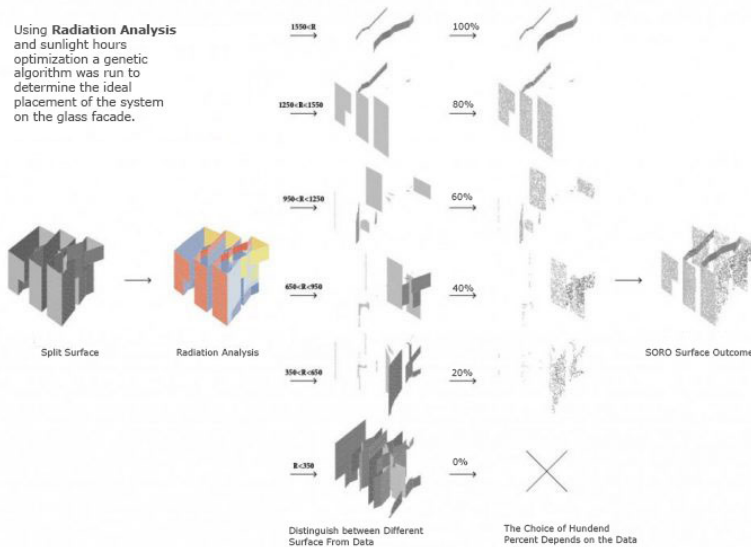 Using Radiation Analysis
and sunlight hours
optimization a genetic
algorithm was run to
determine the ideal
placement of the system
on the glass facade.
1550<R
100%
1250<R<1550
80%
950<R<1250
60%
650<R<950
40%
Split Surface
Radiation Analysis
SORO Surface Outcome
350<R<650
20%
R<350
0%
Distinguish between Different
Surface From Data
The Choice of Hundend
Percent Depends on the Data